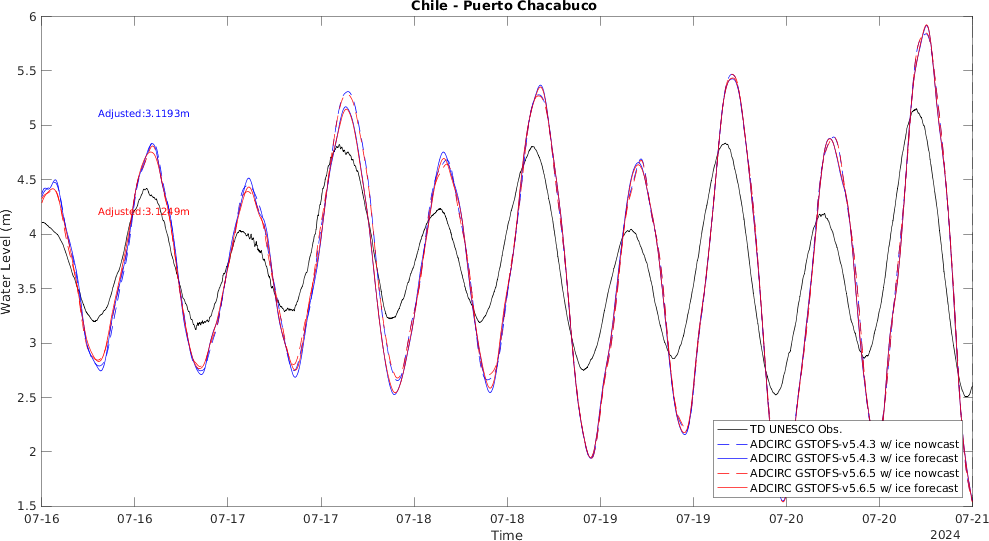 Chile - Puerto Chacabuco
6
5.5
5
4.5
4
3.5
3
2.5
2
1.5
Water Level (m)
Adjusted:3.1193m
Adjusted:3.1249m
TD UNESCO Obs.
ADCIRC GSTOFS-v5.4.3 w/ ice nowcast
ADCIRC GSTOFS-v5.4.3 w/ ice forecast
ADCIRC GSTOFS-v5.6.5 w/ ice nowcast
ADCIRC GSTOFS-v5.6.5 w/ ice forecast
07-16 07-16 07-17 07-17 07-18 07-18 07-19 07-19 07-20 07-20 07-21
Time
2024